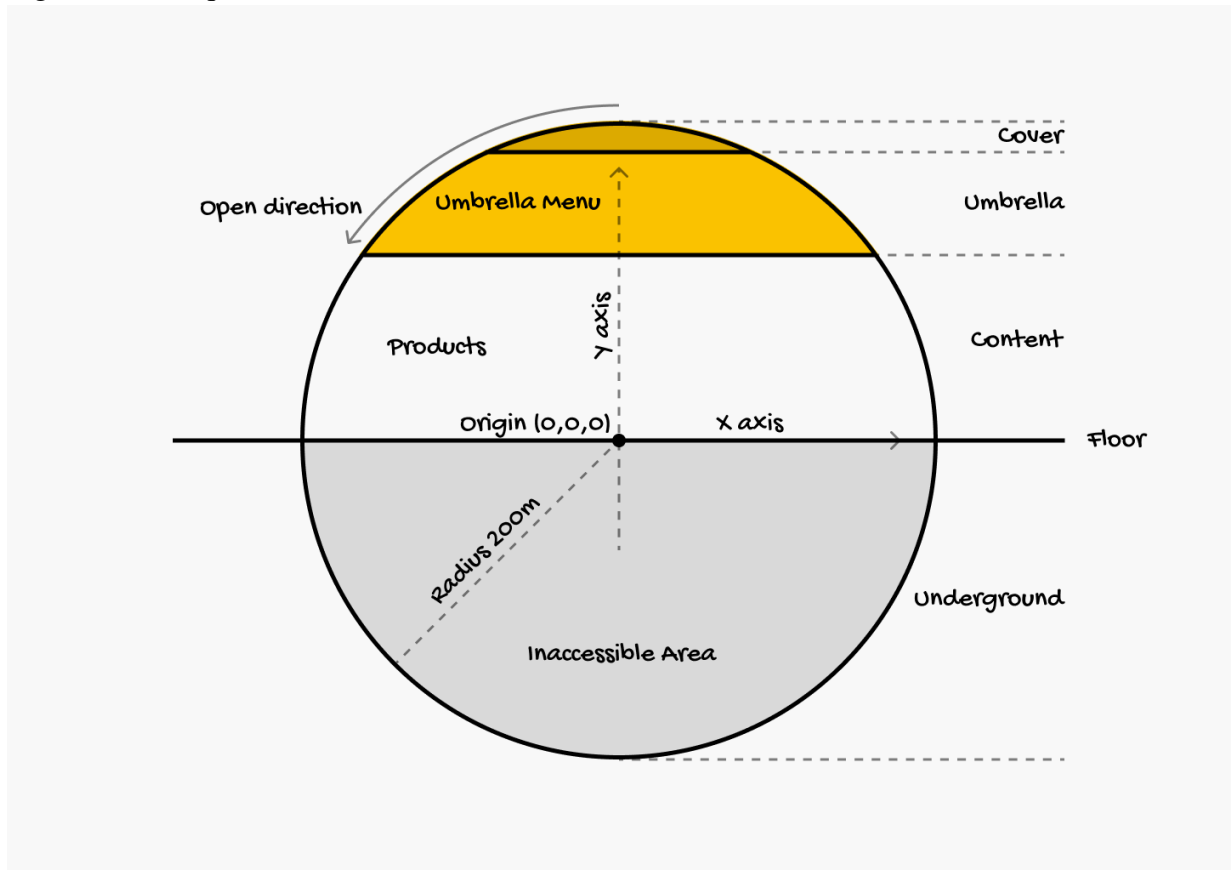 Cover
Open direction
Umbrella Menu
Umbrella
Y axis
Products
Content
Origin (0,0,0)
X axis
Floor
Radius 200m
Underground
Inaccessible Area